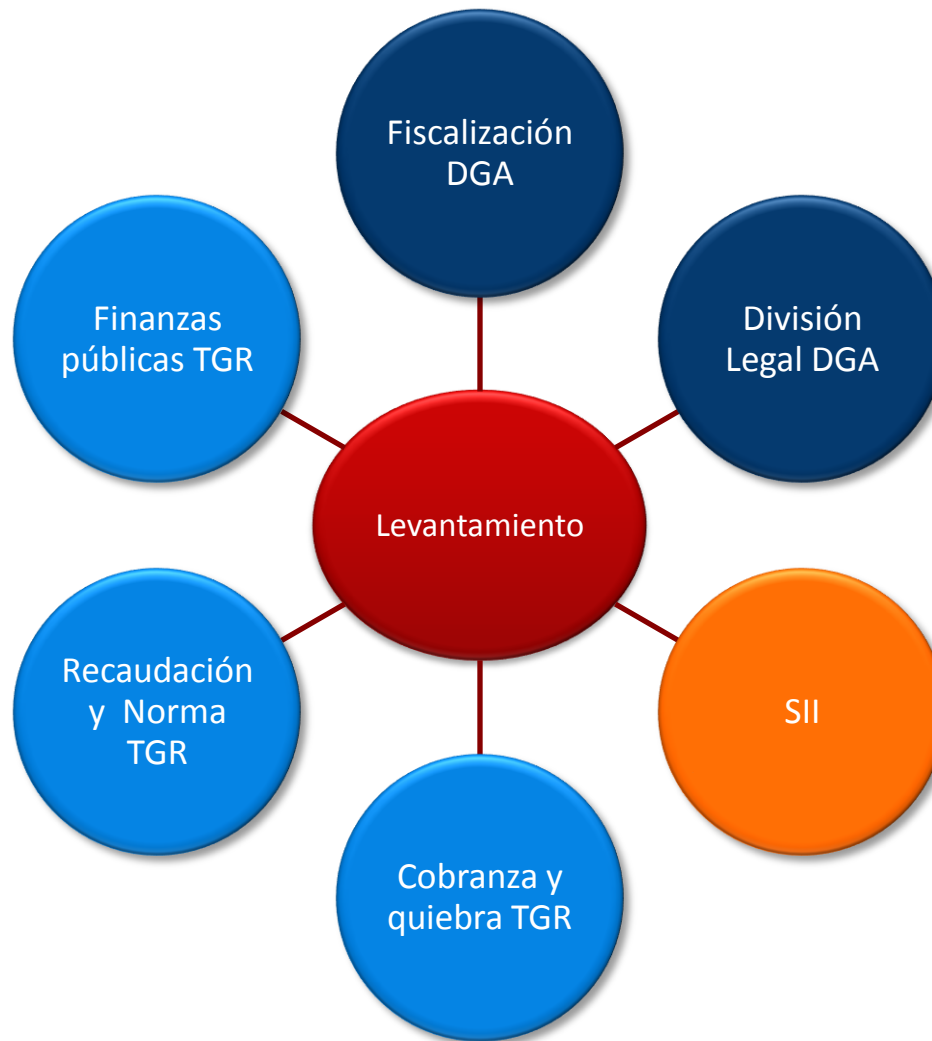 Fiscalización
DGA
Finanzas
públicas TGR
División
Legal DGA
Levantamiento
Recaudación
y Norma
TGR
SII
Cobranza y
quiebra TGR